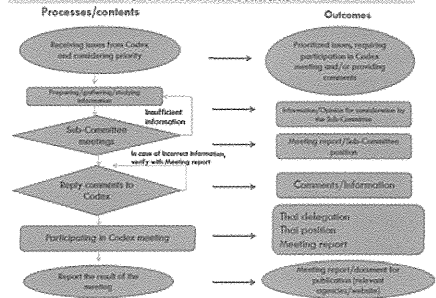 Processes/contents
Outcomes
Receiving issues from Codex
and considering priority
Prioritized issues, requiring
participation in Codex
meeting and/or providing
comments
Preparing/gathering/studying
information
Insufficient
information
Information/Opinion for consideration by
the Sub-Committee
Sub-Committee
meetings
Meeting report/Sub-Committee
position
In case of incorrect information,
verify with Meeting report
Reply comments to
Codex
Comments/Information
Thai delegation
Thai position
Meeting report
Participating in Codex meeting
Report the result of the
meeting
Meeting report/document for
publication (relevant
agencies/website)